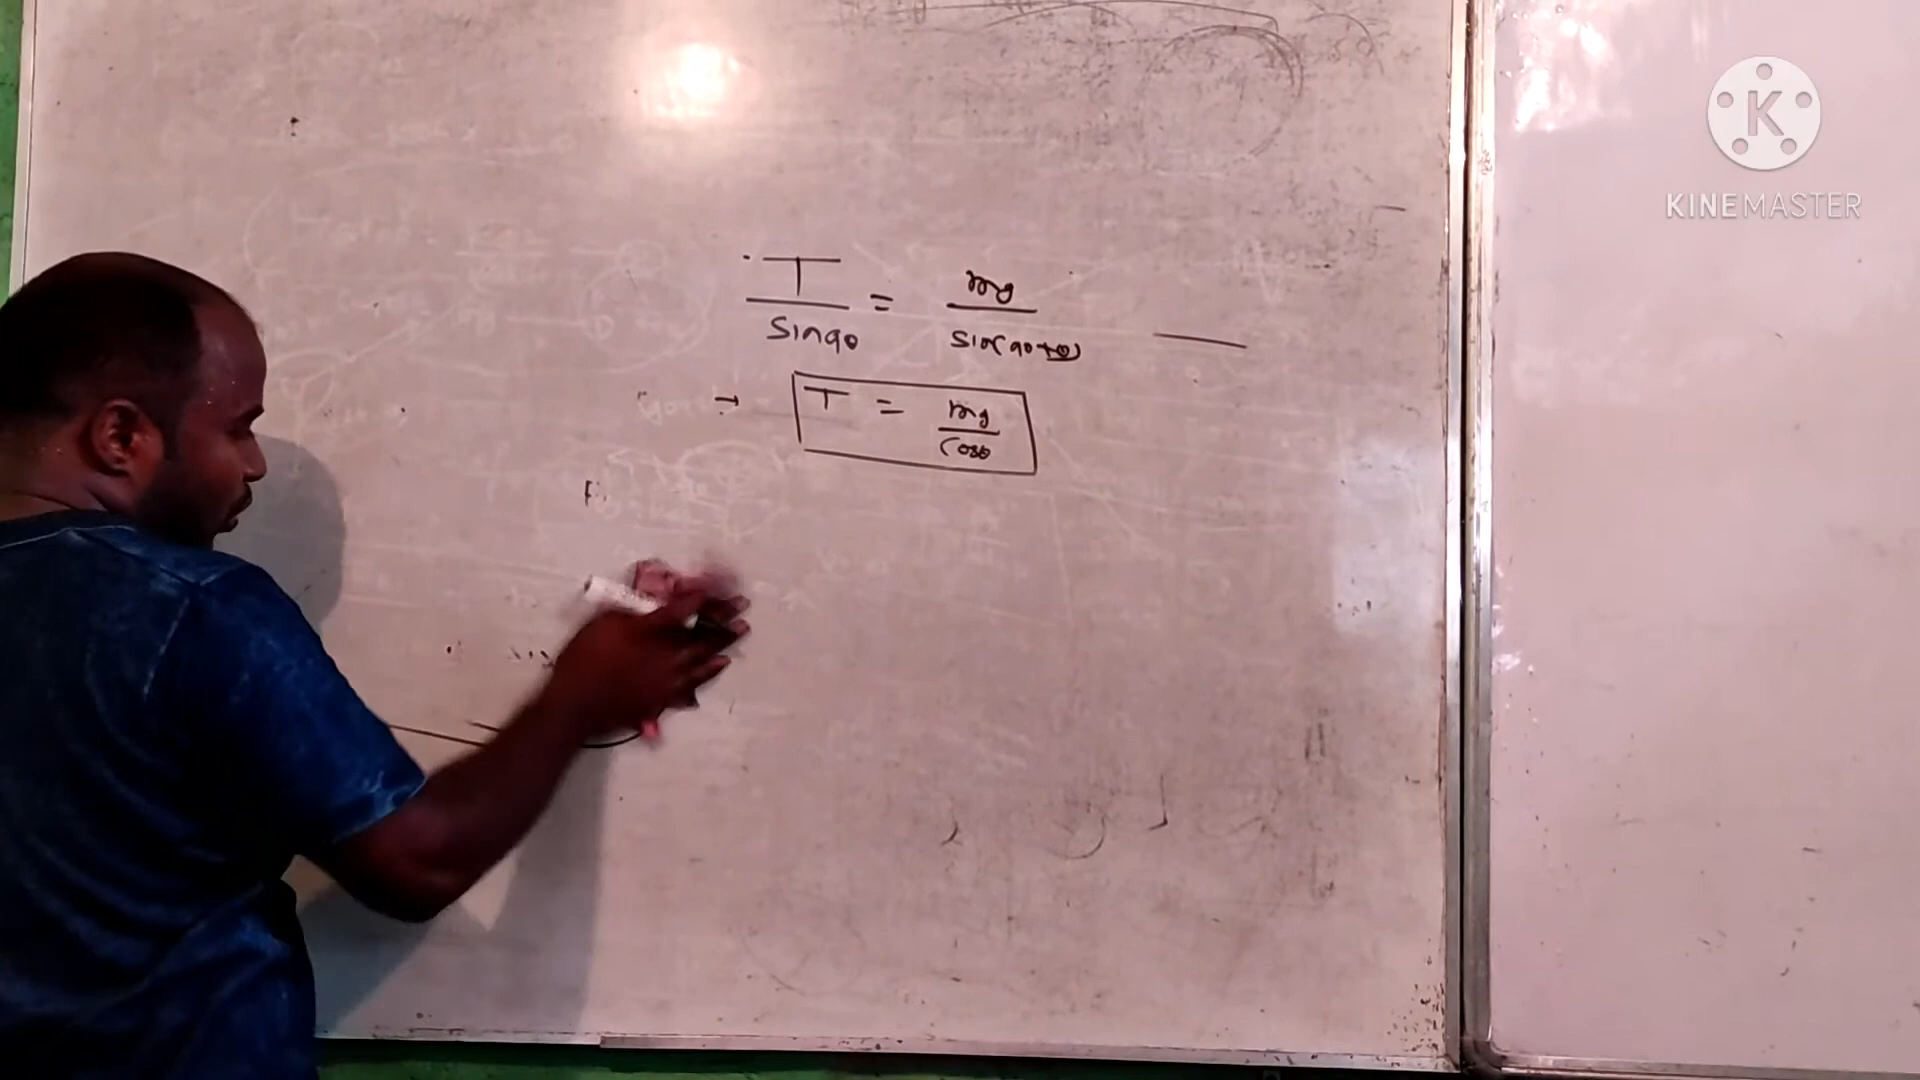 K
KINEMASTER
T / sin90 = mg / sin(90+θ)
→ T = mg / cosθ
F